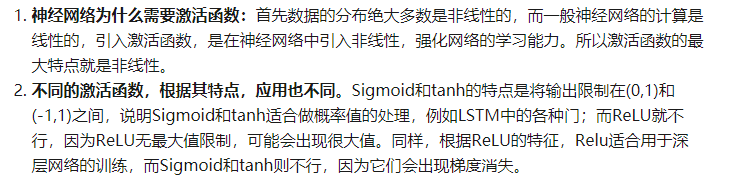 1. 神经网络为什么需要激活函数：首先数据的分布绝大多数是非线性的，而一般神经网络的计算是
线性的，引入激活函数，是在神经网络中引入非线性，强化网络的学习能力。所以激活函数的最
大特点就是非线性。
2. 不同的激活函数，根据其特点，应用也不同。Sigmoid和tanh的特点是将输出限制在(0,1)和
(-1,1)之间，说明Sigmoid和tanh适合做概率值的处理，例如LSTM中的各种门；而ReLU就不
行，因为ReLU无最大值限制，可能会出现很大值。同样，根据ReLU的特征，Relu适合用于深
层网络的训练，而Sigmoid和tanh则不行，因为它们会出现梯度消失。